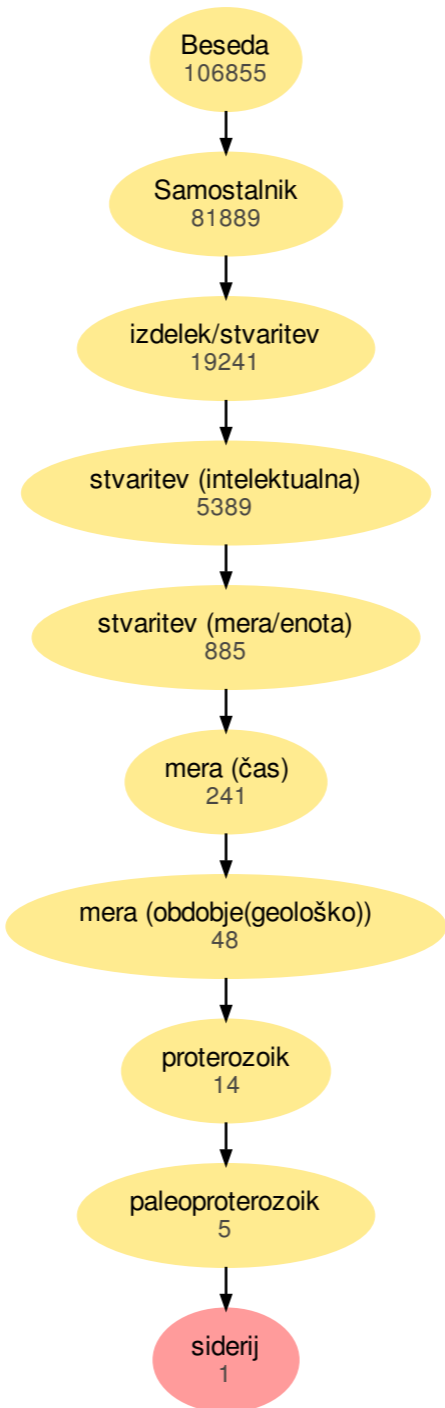 Beseda
106855
Samostalnik
81889
izdelek/stvaritev
19241
stvaritev (intelektualna)
5389
stvaritev (mera/enota)
885
mera (čas)
241
mera (obdobje(geološko))
48
proterozoik
14
paleoproterozoik
5
siderij
1